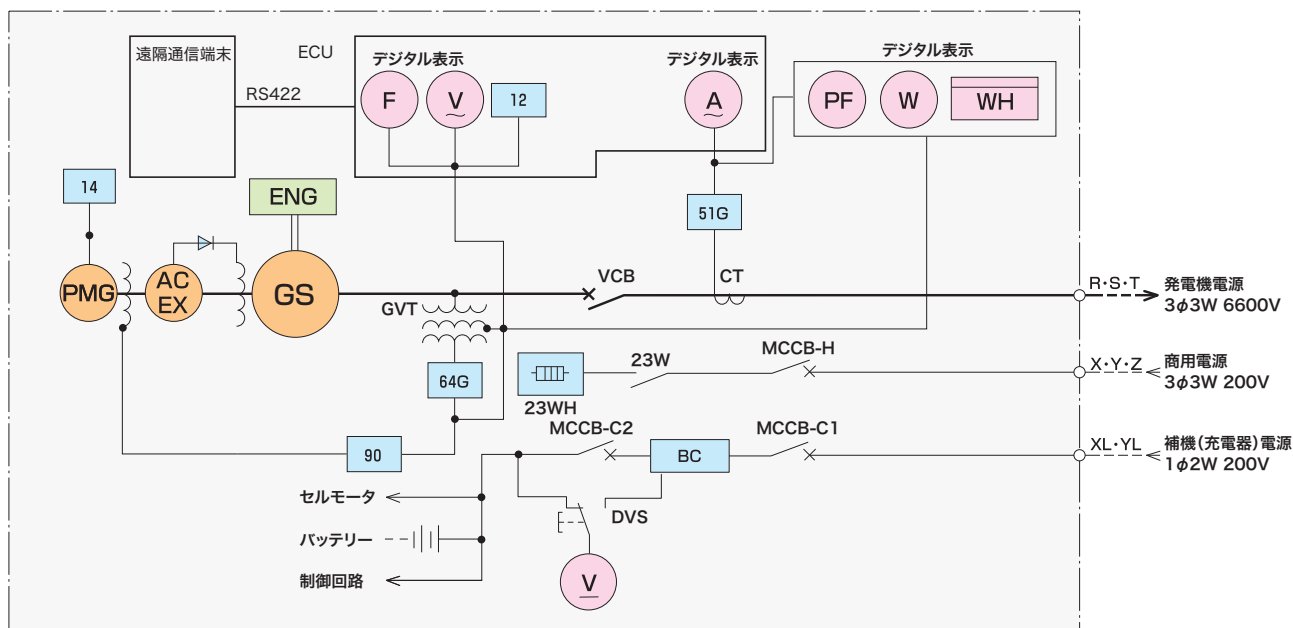 遠隔通信端末
ECU
デジタル表示
デジタル表示
デジタル表示
RS422
F
V
12
A
PF
W
WH
14
ENG
51G
PMG
AC
EX
GS
GVT
VCB
CT
R・S・T
発電機電源
3φ3W 6600V
64G
23WH
23W
MCCB-H
X・Y・Z
商用電源
3φ3W 200V
90
MCCB-C2
BC
MCCB-C1
XL・YL
補機(充電器)電源
1φ2W 200V
セルモータ
DVS
バッテリー
V
制御回路